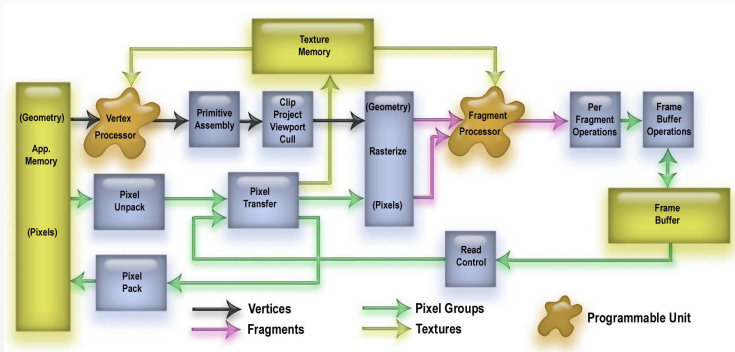 Texture
Memory
(Geometry)
App.
Memory
(Pixels)
Vertex
Processor
Primitive
Assembly
Clip
Project
Viewport
Cull
(Geometry)
Rasterize
(Pixels)
Fragment
Processor
Per
Fragment
Operations
Frame
Buffer
Operations
Pixel
Unpack
Pixel
Transfer
Frame
Buffer
Read
Control
Pixel
Pack
Vertices
Fragments
Pixel Groups
Textures
Programmable Unit